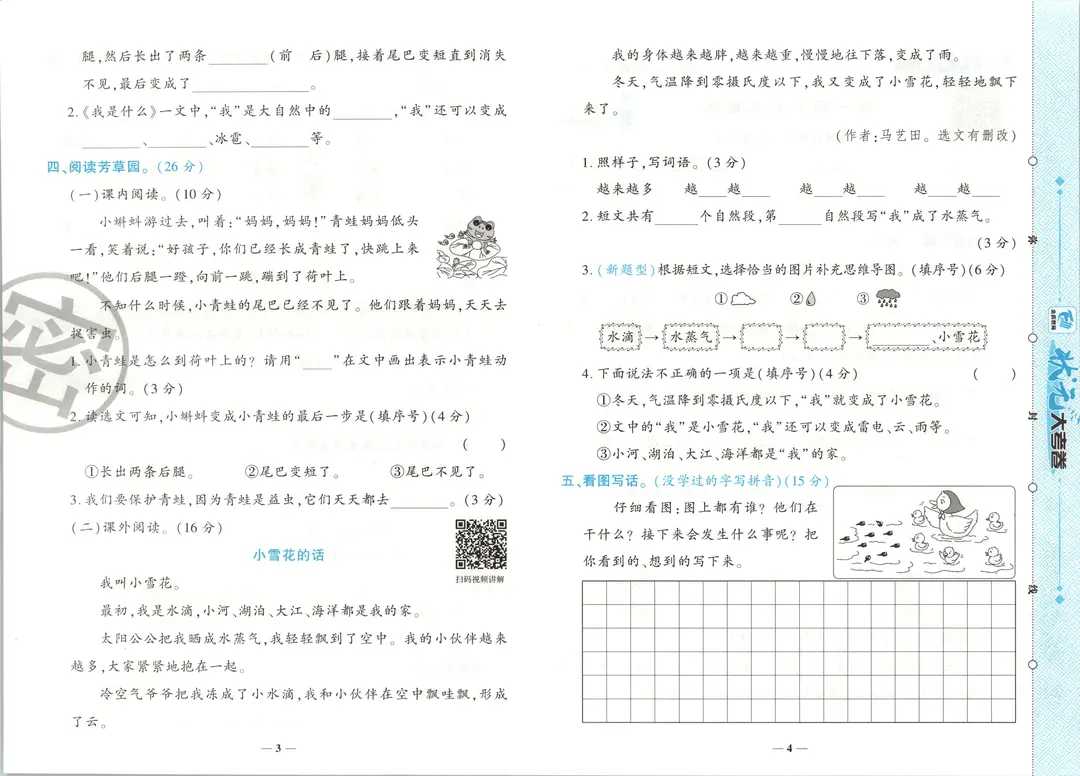 腿,然后长出了两条________(前 后)腿,接着尾巴变短直到消失
不见,最后变成了________________。
2.《我是什么》一文中,“我”是大自然中的________,“我”还可以变成
________、________、冰雹、________等。
四、阅读芳草园。(26分)
(一)课内阅读。(10分)
小蝌蚪游过去,叫着:“妈妈,妈妈!”青蛙妈妈低头
一看,笑着说:“好孩子,你们已经长成青蛙了,快跳上来
吧!”他们后腿一蹬,向前一跳,蹦到了荷叶上。
不知什么时候,小青蛙的尾巴已经不见了。他们跟着妈妈,天天去
捉害虫。
1.小青蛙是怎么到荷叶上的?请用“____”在文中画出表示小青蛙动
作的词。(3分)
2.读选文可知,小蝌蚪变成小青蛙的最后一步是(填序号)(4分)
( )
①长出两条后腿。 ②尾巴变短了。 ③尾巴不见了。
3.我们要保护青蛙,因为青蛙是益虫,它们天天都去________。(3分)
(二)课外阅读。(16分)
扫码视频讲解
小雪花的话
我叫小雪花。
最初,我是水滴,小河、湖泊、大江、海洋都是我的家。
太阳公公把我晒成水蒸气,我轻轻飘到了空中。我的小伙伴越来
越多,大家紧紧地抱在一起。
冷空气爷爷把我冻成了小水滴,我和小伙伴在空中飘哇飘,形成
了云。
— 3 —
我的身体越来越胖,越来越重,慢慢地往下落,变成了雨。
冬天,气温降到零摄氏度以下,我又变成了小雪花,轻轻地飘下
来了。
(作者:马艺田。选文有删改)
1.照样子,写词语。(3分)
越来越多 越____越____ 越____越____ 越____越____
2.短文共有______个自然段,第______自然段写“我”成了水蒸气。
(3分)
3.(新题型)根据短文,选择恰当的图片补充思维导图。(填序号)(6分)
① ② ③
水滴→水蒸气→ → →________、小雪花
4.下面说法不正确的一项是(填序号)(4分) ( )
①冬天,气温降到零摄氏度以下,“我”就变成了小雪花。
②文中的“我”是小雪花,“我”还可以变成雷电、云、雨等。
③小河、湖泊、大江、海洋都是“我”的家。
五、看图写话。(没学过的字写拼音)(15分)
仔细看图:图上都有谁?他们在
干什么?接下来会发生什么事呢?把
你看到的、想到的写下来。
— 4 —
密
弥
封
线
状元大考卷